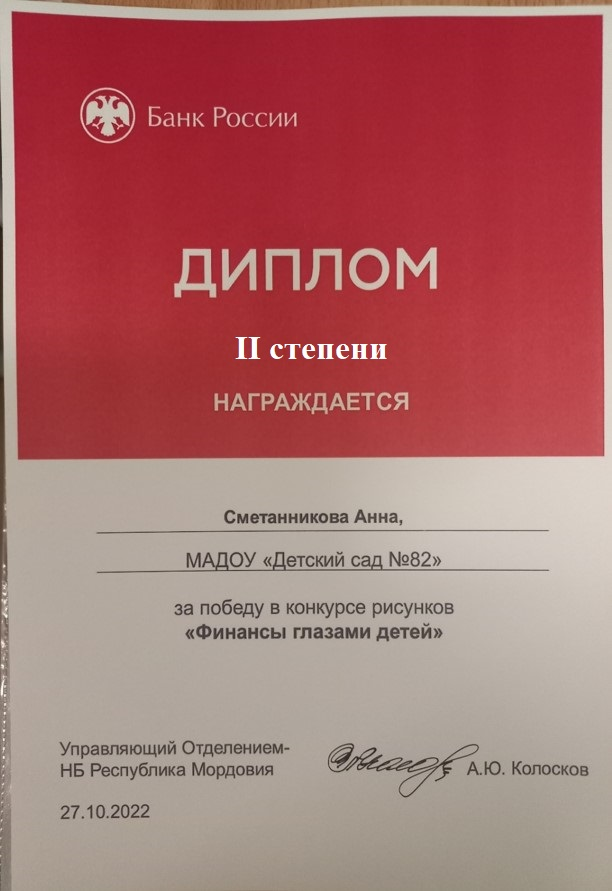 Банк России
ДИПЛОМ
II степени
НАГРАЖДАЕТСЯ
Сметанникова Анна,
МАДОУ «Детский сад №82»
за победу в конкурсе рисунков
«Финансы глазами детей»
Управляющий Отделением-
НБ Республика Мордовия
А.Ю. Колосков
27.10.2022